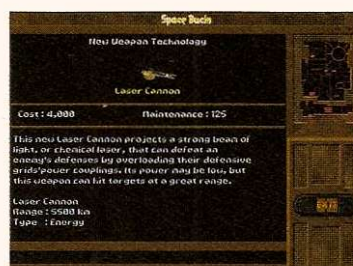 Space Bucks
New Weapon Technology
Laser Cannon
Cost : 4,000
Maintenance : 125
This new Laser Cannon projects a strong beam of
light, or chemical laser, that can defeat an
enemy's defenses by overloading their defensive
grids'power couplings. Its power may be low, but
this weapon can hit targets at a great range.
Laser Cannon
Range : 5500 km
Type : Energy
EXIT